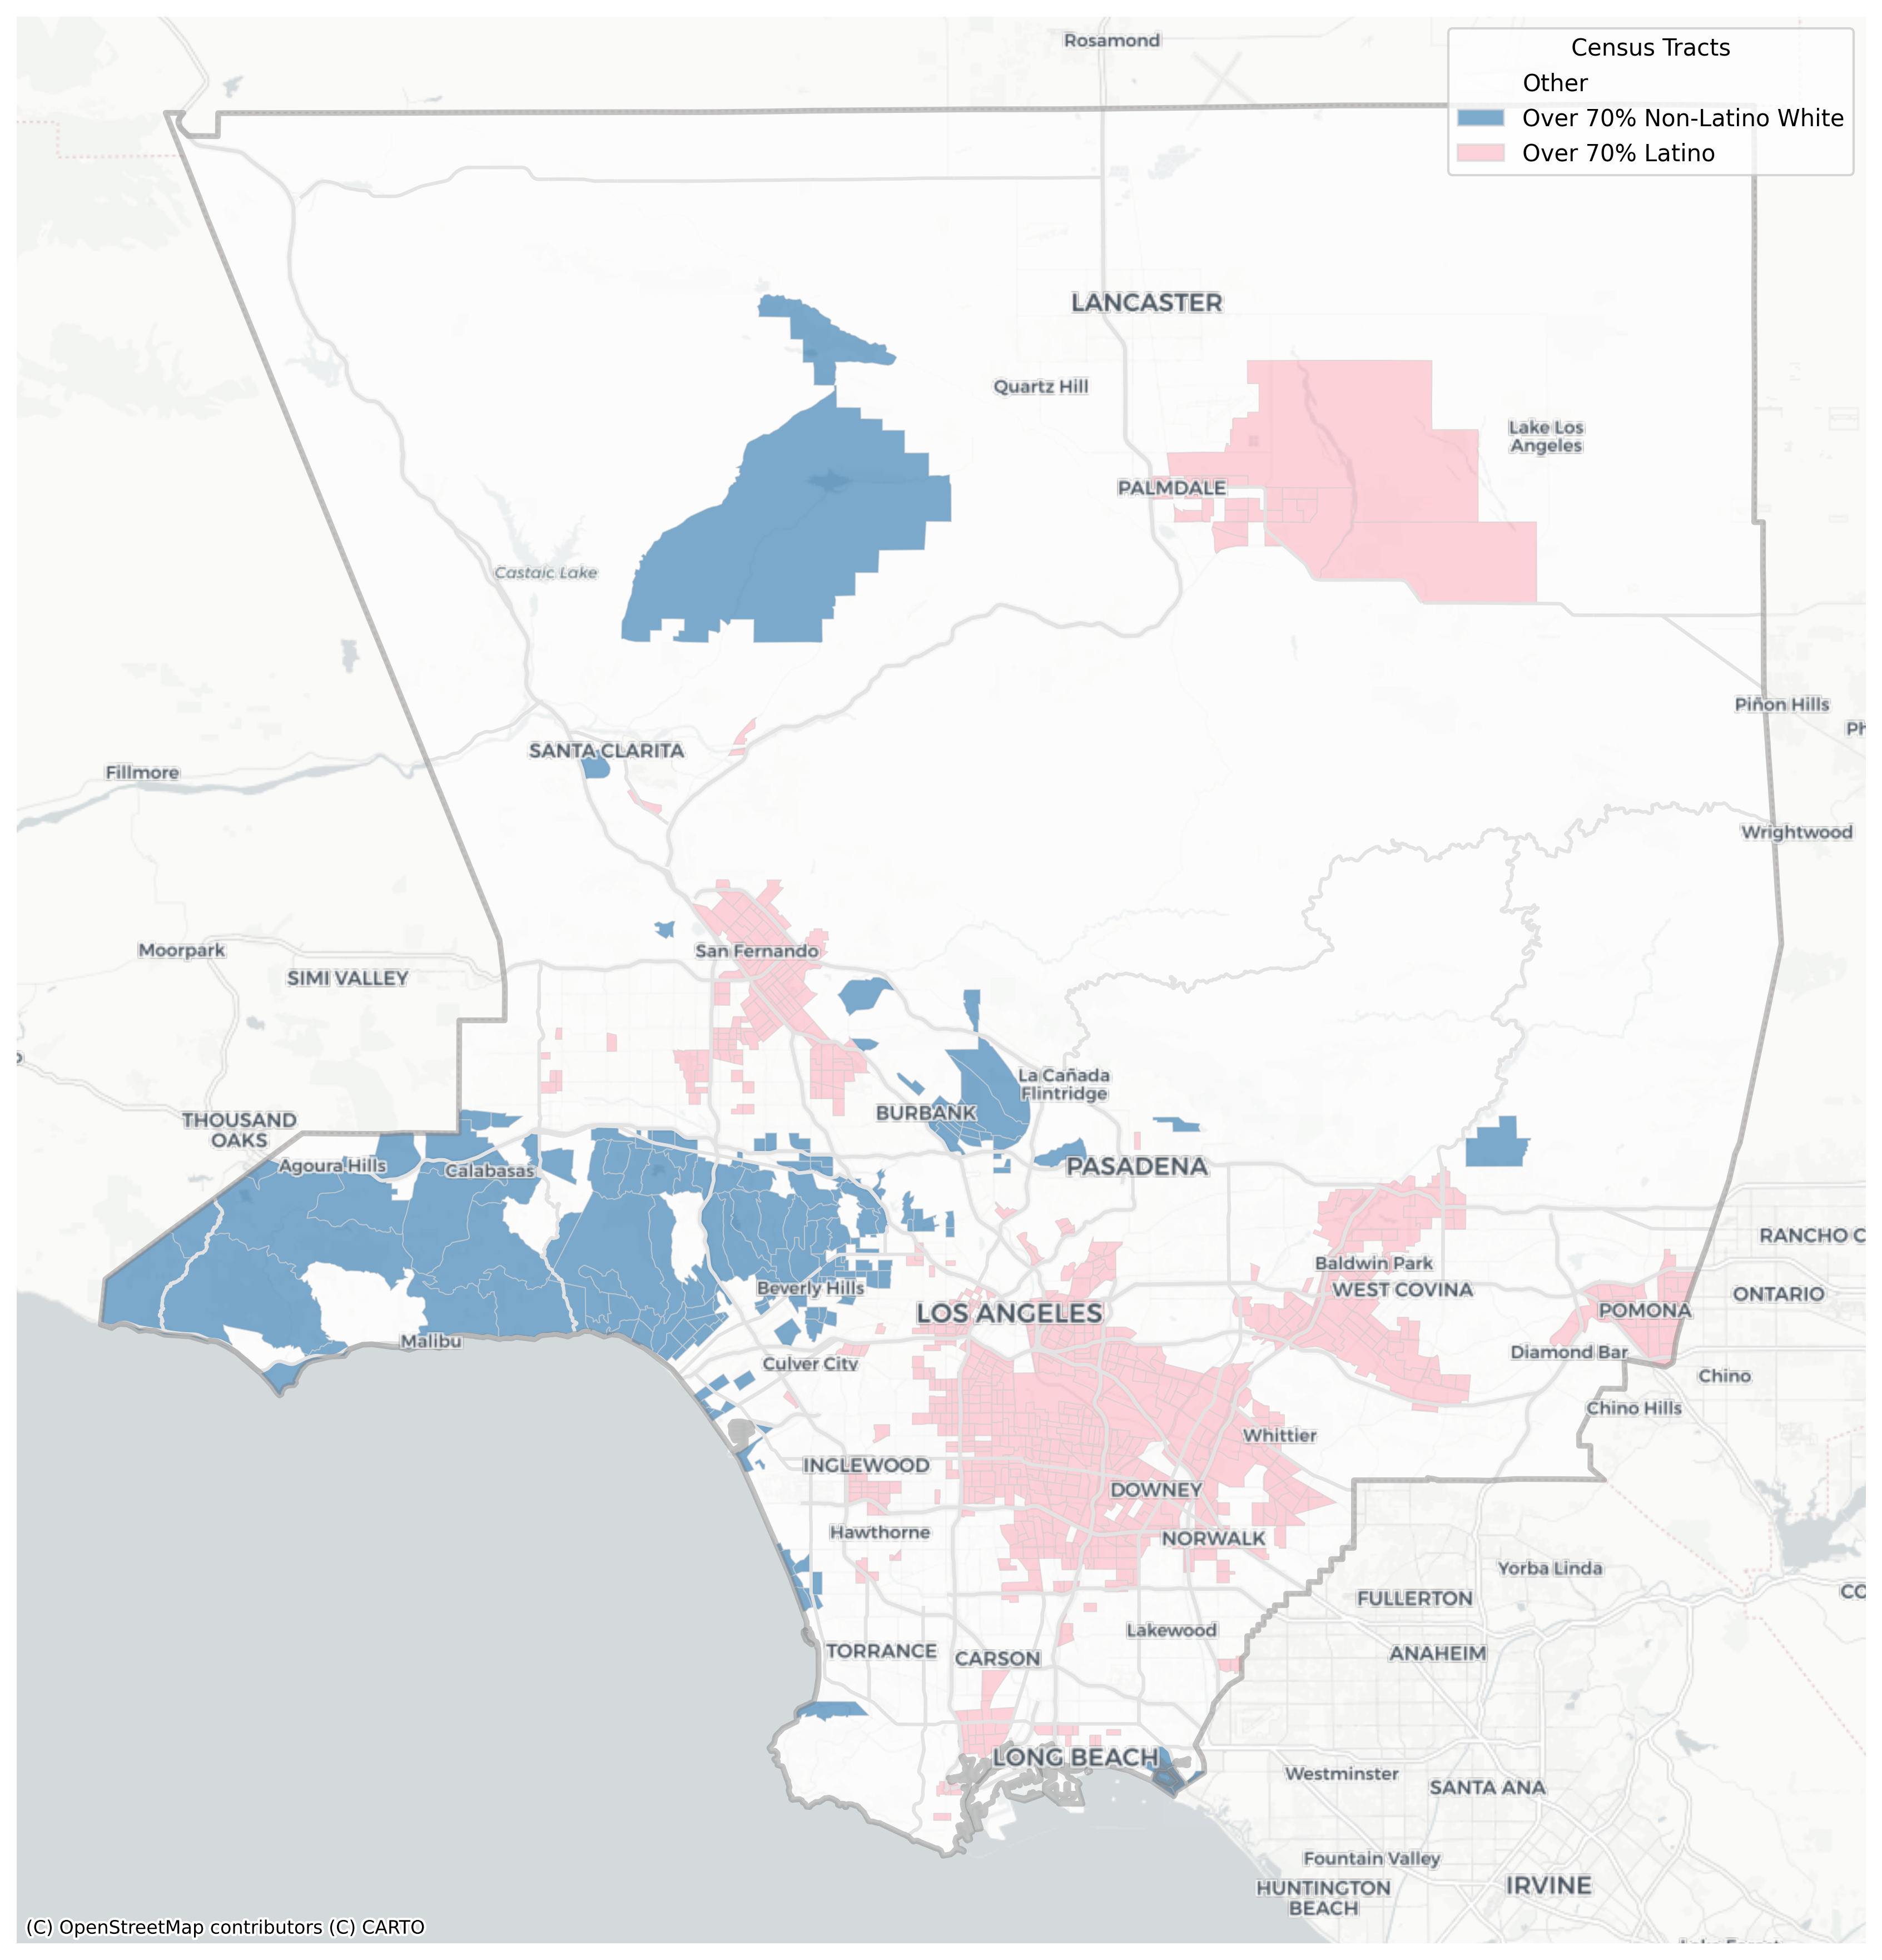 Rosamond
Census Tracts
Other
Over 70% Non-Latino White
Over 70% Latino
LANCASTER
Quartz Hill
Lake Los
Angeles
PALMDALE
Castaic Lake
Piñon Hills
Ph
SANTA CLARITA
Fillmore
Wrightwood
Moorpark
San Fernando
SIMI VALLEY
La Cañada
Flintridge
BURBANK
THOUSAND
OAKS
Agoura Hills
Calabasas
PASADENA
RANCHO C
Baldwin Park
WEST COVINA
Beverly Hills
ONTARIO
LOS ANGELES
POMONA
Malibu
Diamond Bar
Culver City
Chino
Chino Hills
Whittier
INGLEWOOD
DOWNEY
Hawthorne
NORWALK
Yorba Linda
CO
FULLERTON
Lakewood
TORRANCE
CARSON
ANAHEIM
LONG BEACH
Westminster
SANTA ANA
Fountain Valley
HUNTINGTON
BEACH
IRVINE
(C) OpenStreetMap contributors (C) CARTO